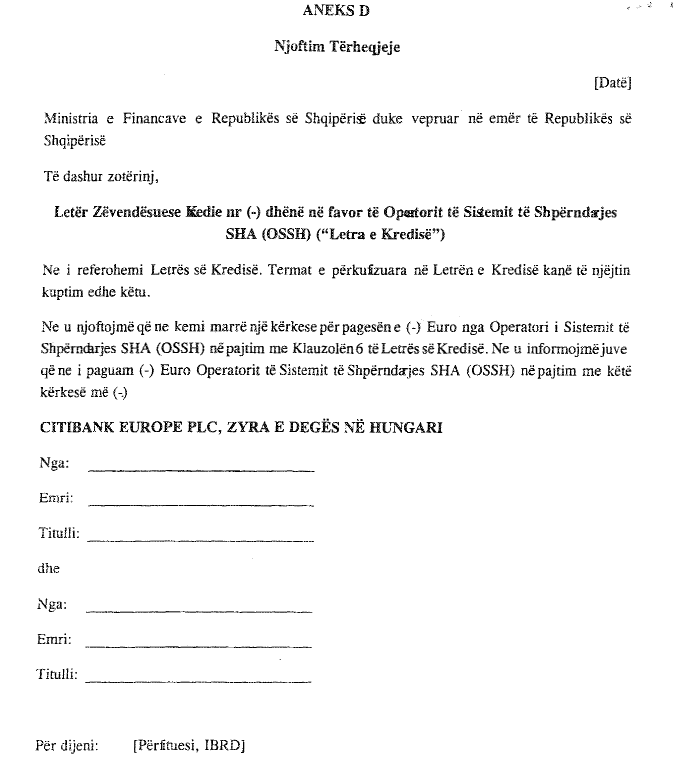 ANEKS D
Njoftim Tërheqjeje
[Datë]
Ministria e Financave e Republikës së Shqipërisë duke vepruar në emër të Republikës së
Shqipërisë
Të dashur zotërinj,
Letër Zëvendësuese Kedie nr (-) dhënë në favor të Operatorit të Sistemit të Shpërndarjes
SHA (OSSH) (“Letra e Kredisë”)
Ne i referohemi Letrës së Kredisë. Termat e përkufizuara në Letrën e Kredisë kanë të njëjtin
kuptim edhe këtu.
Ne u njoftojmë që ne kemi marrë një kërkese për pagesën e (-) Euro nga Operatori i Sistemit të
Shpërndarjes SHA (OSSH) në pajtim me Klauzolën 6 të Letrës së Kredisë. Ne u informojmë juve
që ne i paguam (-) Euro Operatorit të Sistemit të Shpërndarjes SHA (OSSH) në pajtim me këtë
kërkesë më (-)
CITIBANK EUROPE PLC, ZYRA E DEGËS NË HUNGARI
Nga:
Emri:
Titulli:
dhe
Nga:
Emri:
Titulli:
Për dijeni: [Përfituesi, IBRD]